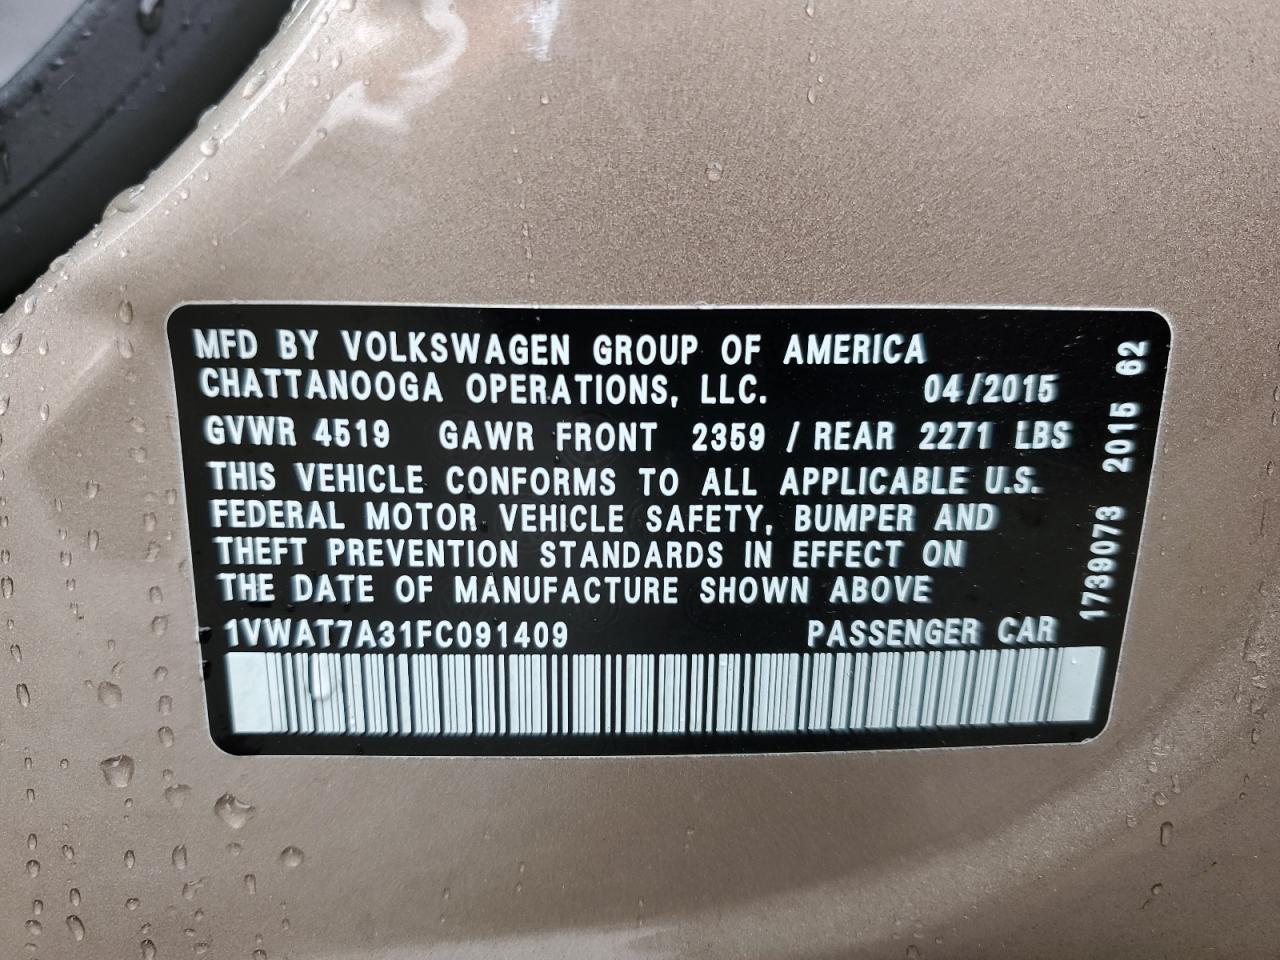 MFD BY VOLKSWAGEN GROUP OF AMERICA
CHATTANOOGA OPERATIONS, LLC. 04/2015
GVWR 4519 GAWR FRONT 2359 / REAR 2271 LBS
THIS VEHICLE CONFORMS TO ALL APPLICABLE U.S.
FEDERAL MOTOR VEHICLE SAFETY, BUMPER AND
THEFT PREVENTION STANDARDS IN EFFECT ON
THE DATE OF MANUFACTURE SHOWN ABOVE
1VWAT7A31FC091409 PASSENGER CAR
1739073 2015 62